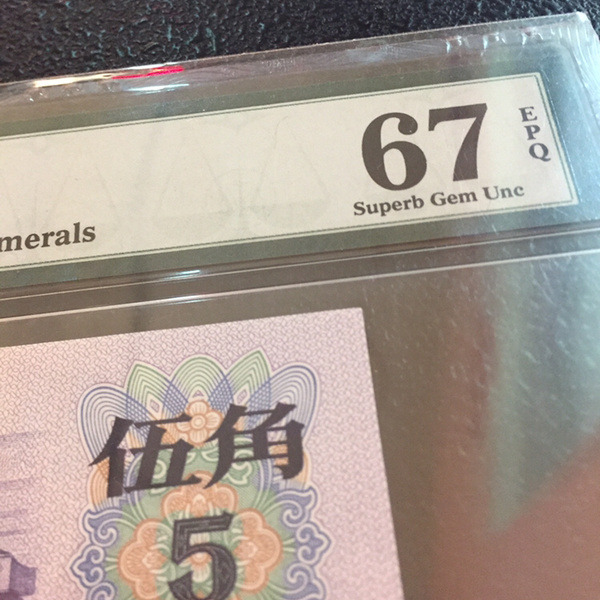 67
EPQ
Superb Gem Unc
merals
伍角
5